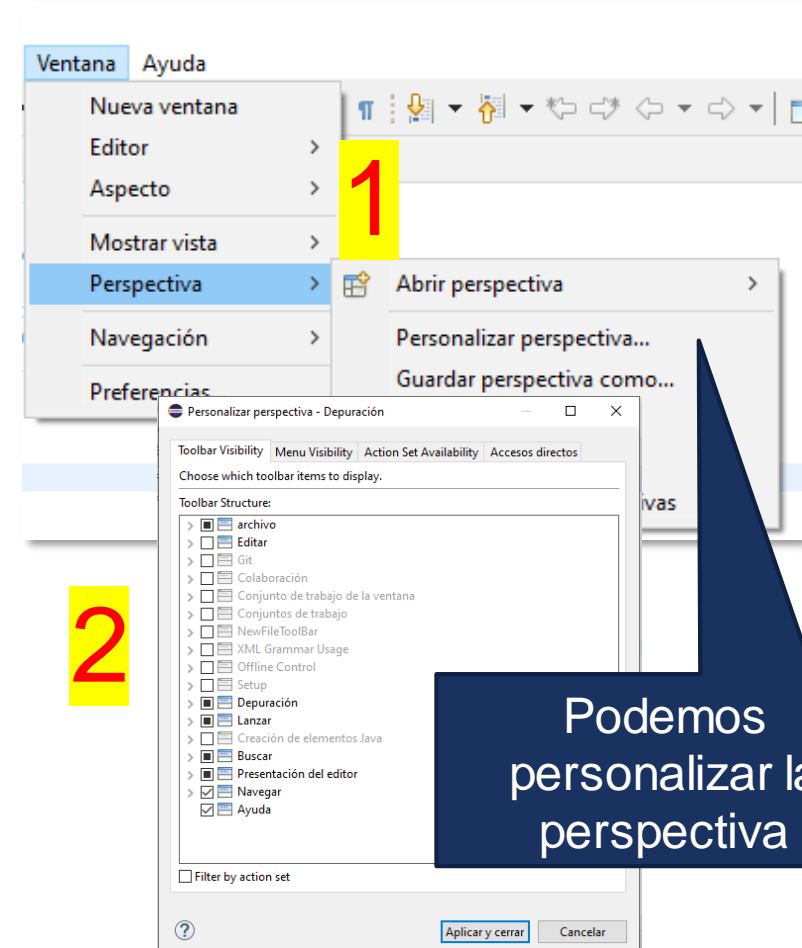 Ventana Ayuda
Nueva ventana
Editor
Aspecto
1
Mostrar vista
Perspectiva
Abrir perspectiva
Navegación
Personalizar perspectiva...
Preferencias...
Guardar perspectiva como...
Personalizar perspectiva - Depuración
Toolbar Visibility Menu Visibility Action Set Availability Accesos directos
Choose which toolbar items to display.
Toolbar Structure:
archivo
Editar
Git
Colaboración
Conjunto de trabajo de la ventana
Conjuntos de trabajo
NewFileToolBar
XML Grammar Usage
Offline Control
Setup
Depuración
Lanzar
Creación de elementos Java
Buscar
Presentación del editor
Navegar
Ayuda
Filter by action set
Aplicar y cerrar Cancelar
ivas
2
Podemos
personalizar la
perspectiva